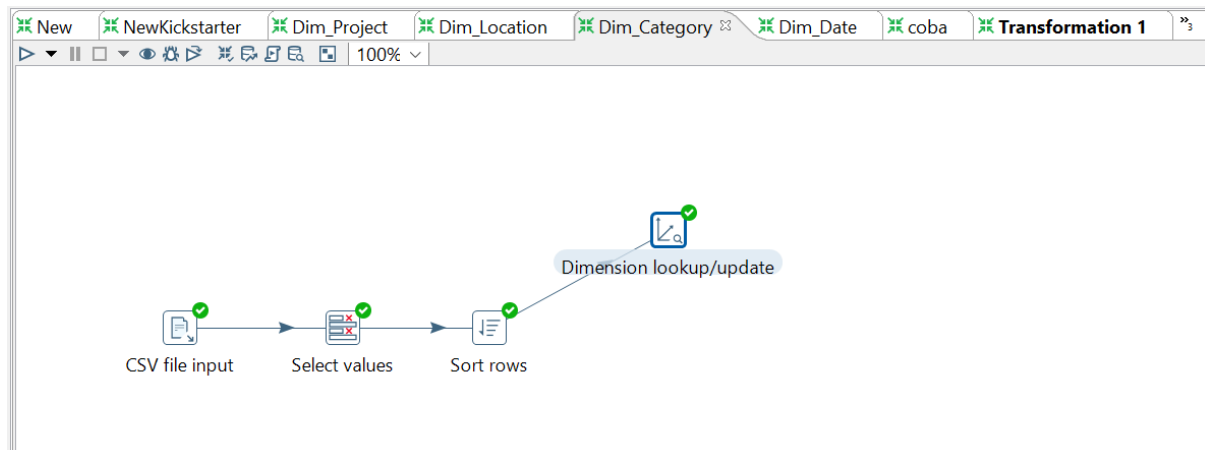 New NewKickstarter Dim_Project Dim_Location Dim_Category Dim_Date coba Transformation 1 »3
100%
Dimension lookup/update
CSV file input Select values Sort rows